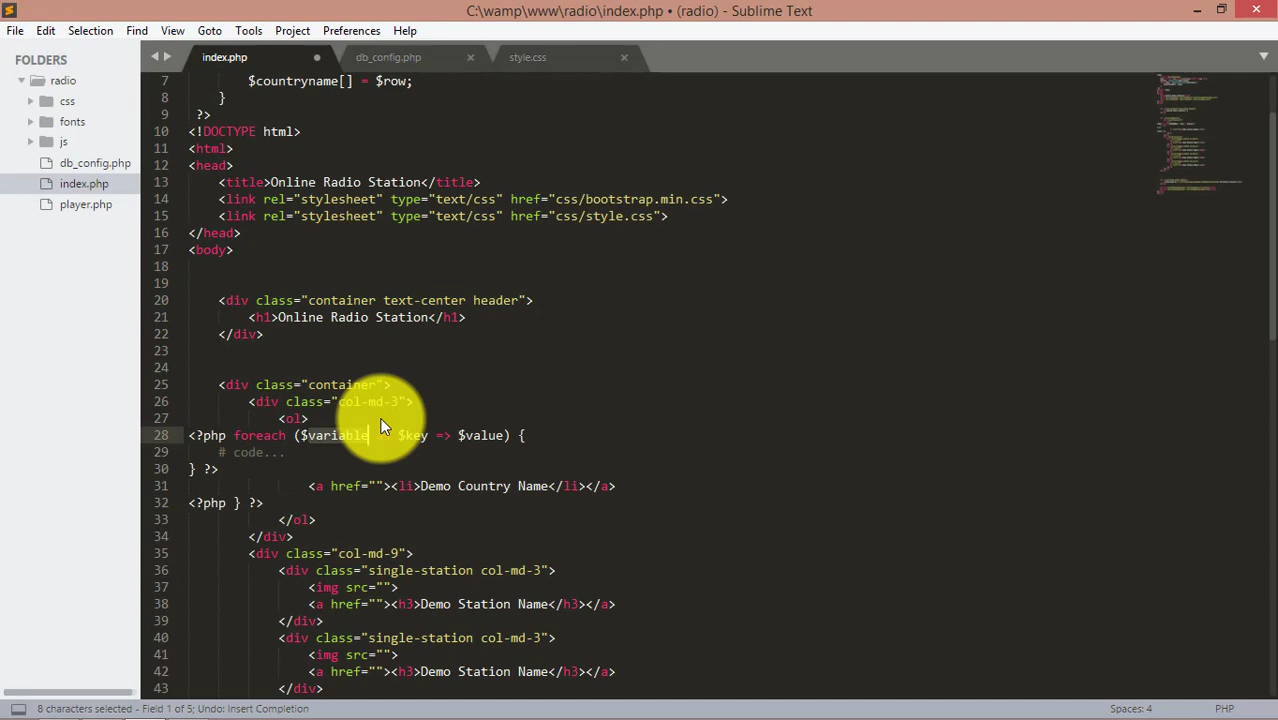 C:\wamp\www\radio\index.php • (radio) - Sublime Text
File Edit Selection Find View Goto Tools Project Preferences Help
FOLDERS
radio
css
fonts
js
db_config.php
index.php
player.php
index.php
db_config.php
style.css
7 $countryname[] = $row;
8 }
9 ?>
10 <!DOCTYPE html>
11 <html>
12 <head>
13 <title>Online Radio Station</title>
14 <link rel="stylesheet" type="text/css" href="css/bootstrap.min.css">
15 <link rel="stylesheet" type="text/css" href="css/style.css">
16 </head>
17 <body>
18
19
20 <div class="container text-center header">
21 <h1>Online Radio Station</h1>
22 </div>
23
24
25 <div class="container">
26 <div class="col-md-3">
27 <ol>
28 <?php foreach ($variable $key => $value) {
29 # code...
30 } ?>
31 <a href=""><li>Demo Country Name</li></a>
32 <?php } ?>
33 </ol>
34 </div>
35 <div class="col-md-9">
36 <div class="single-station col-md-3">
37 <img src="">
38 <a href=""><h3>Demo Station Name</h3></a>
39 </div>
40 <div class="single-station col-md-3">
41 <img src="">
42 <a href=""><h3>Demo Station Name</h3></a>
43 </div>
8 characters selected - Field 1 of 5; Undo: Insert Completion
Spaces: 4
PHP